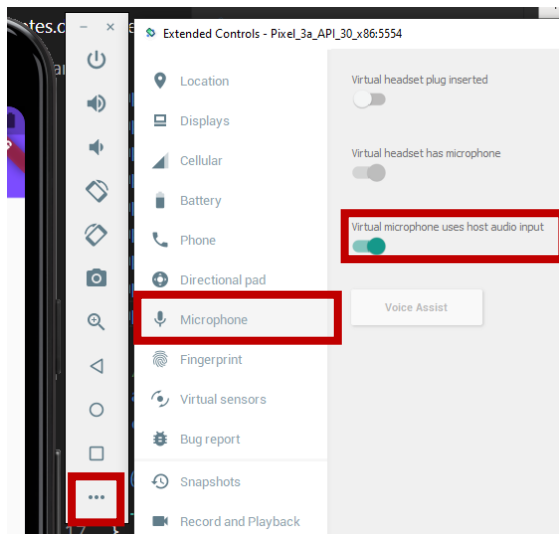 Extended Controls - Pixel_3a_API_30_x86:5554
Location
Displays
Cellular
Battery
Phone
Directional pad
Microphone
Fingerprint
Virtual sensors
Bug report
Snapshots
Record and Playback
Virtual headset plug inserted
Virtual headset has microphone
Virtual microphone uses host audio input
Voice Assist